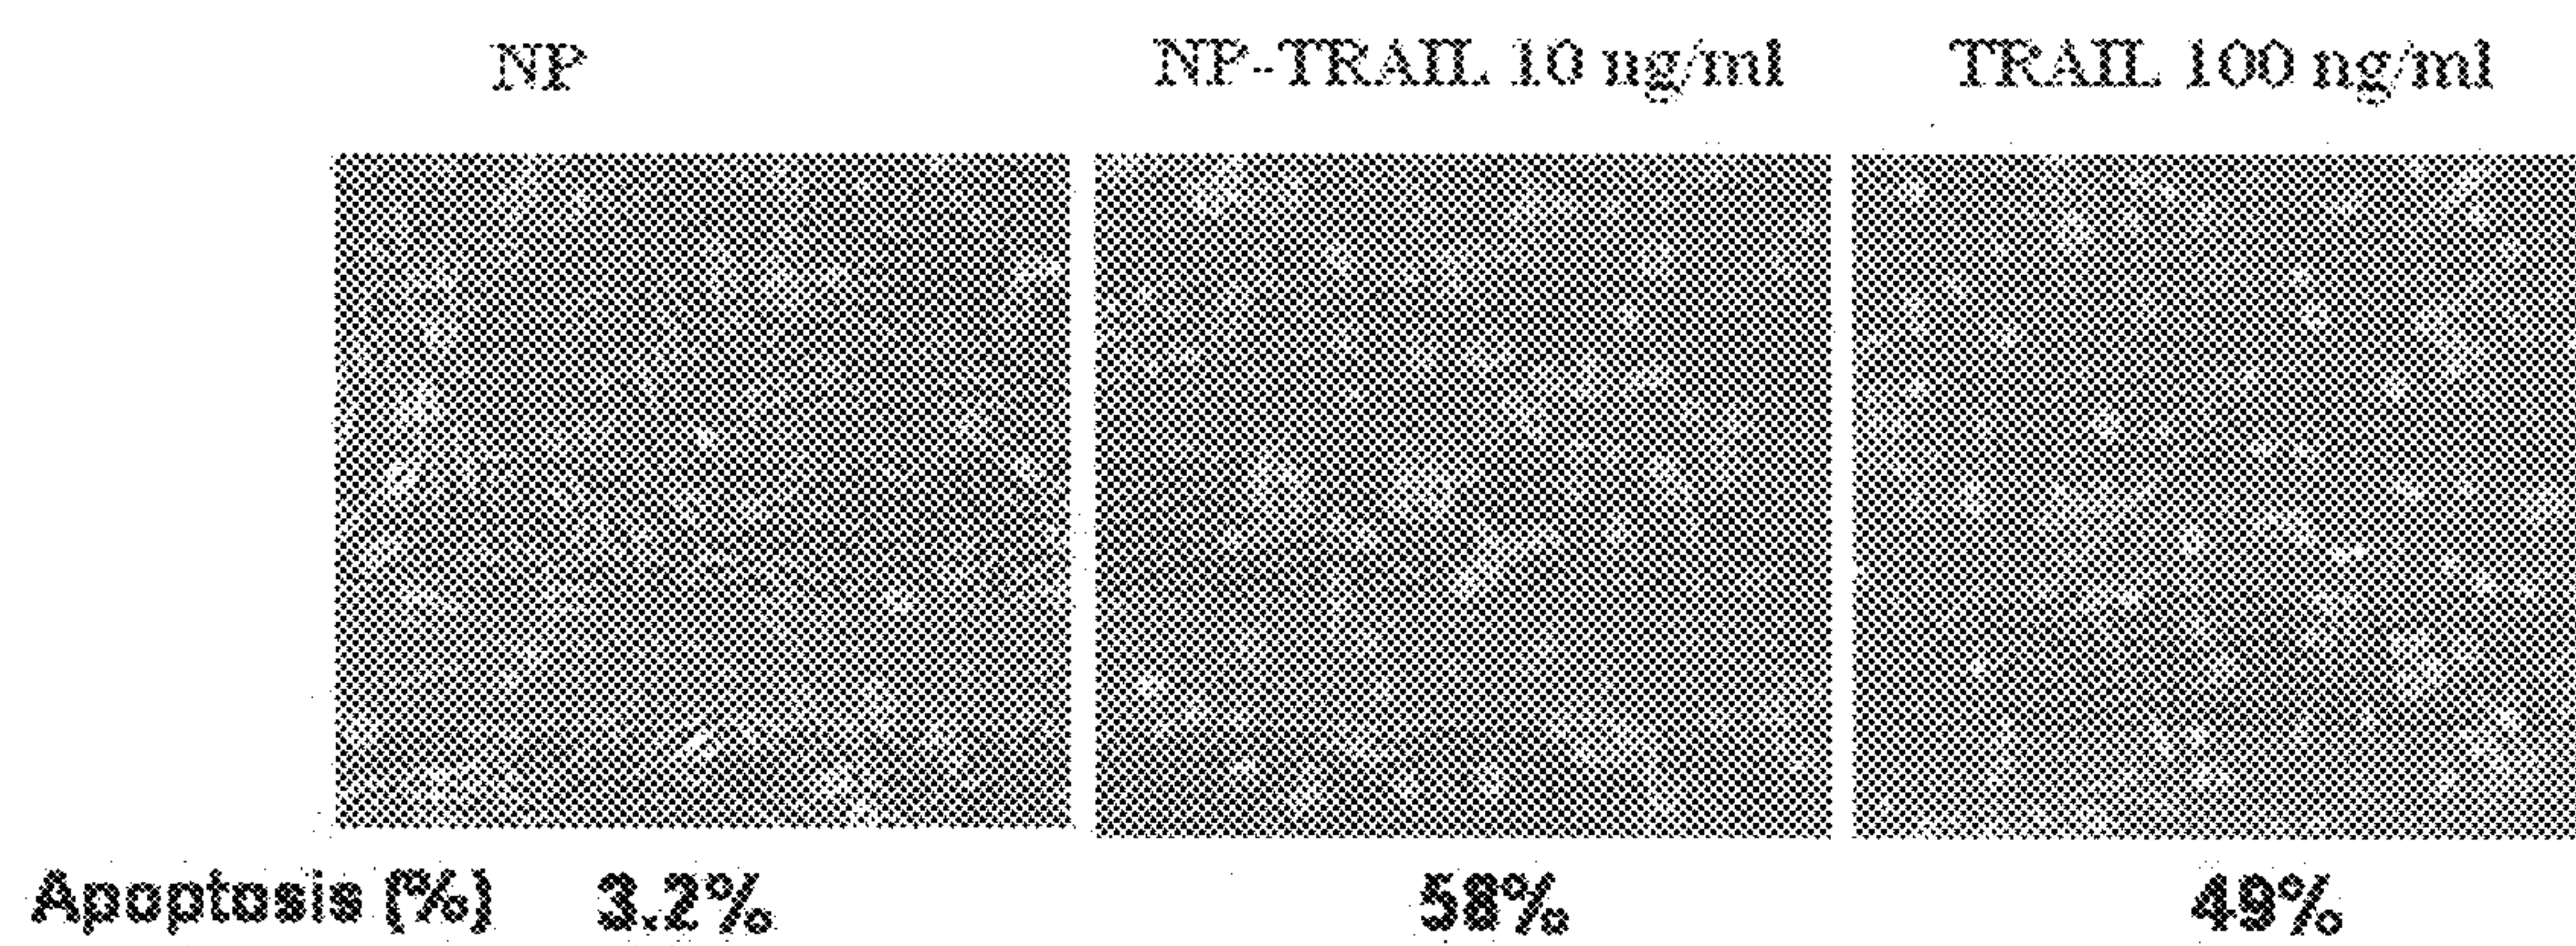 NP NP-TRAIL 10 ng/ml TRAIL 100 ng/ml
Apoptosis (%) 3.2% 58% 49%